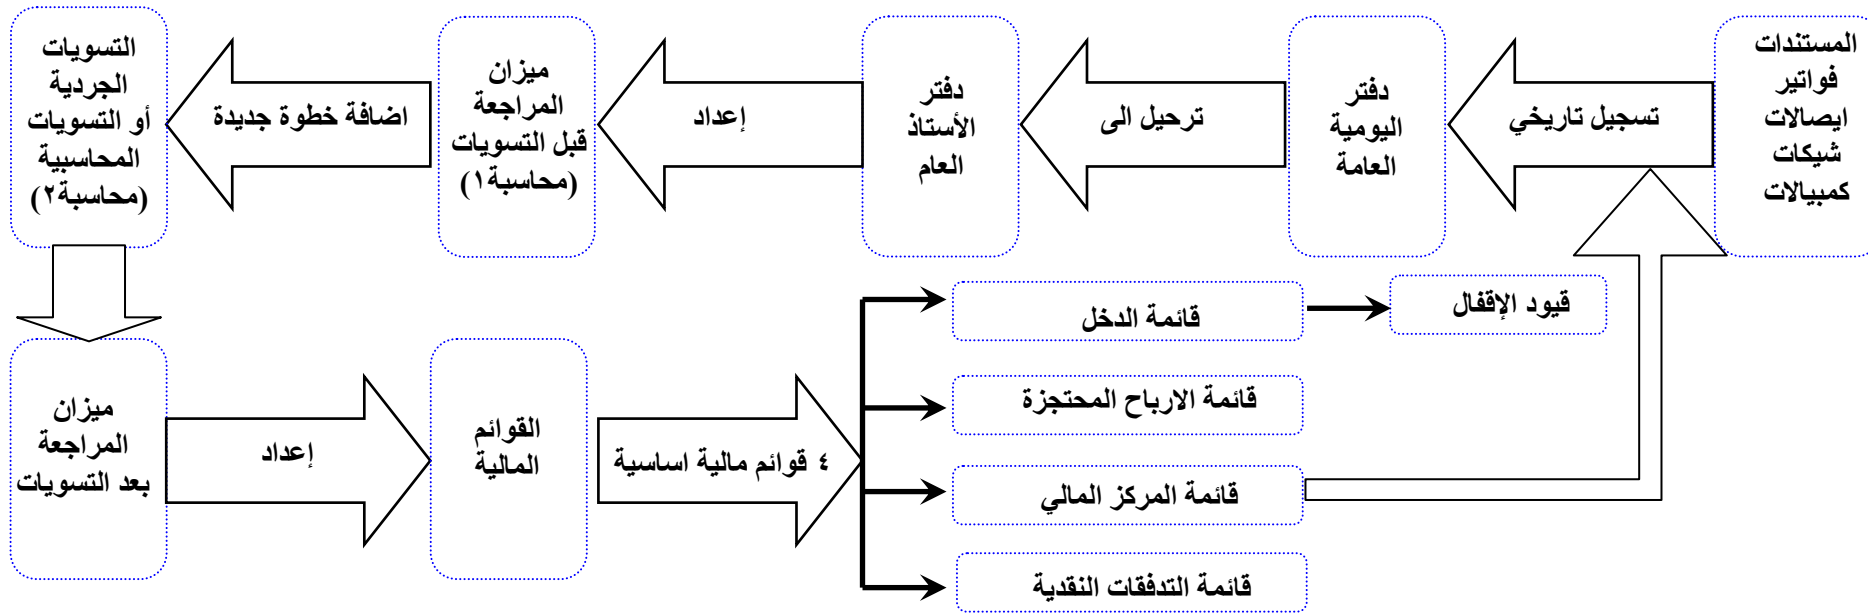 المستندات
فواتير
ايصالات
شيكات
كمبيالات
تسجيل تاريخي
دفتر
اليومية
العامة
ترحيل الى
دفتر
الأستاذ
العام
إعداد
ميزان
المراجعة
قبل التسويات
(محاسبة١)
اضافة خطوة جديدة
التسويات
الجردية
أو التسويات
المحاسبية
(محاسبة٢)
ميزان
المراجعة
بعد التسويات
إعداد
القوائم
المالية
٤ قوائم مالية اساسية
قائمة الدخل
قيود الإقفال
قائمة الارباح المحتجزة
قائمة المركز المالي
قائمة التدفقات النقدية